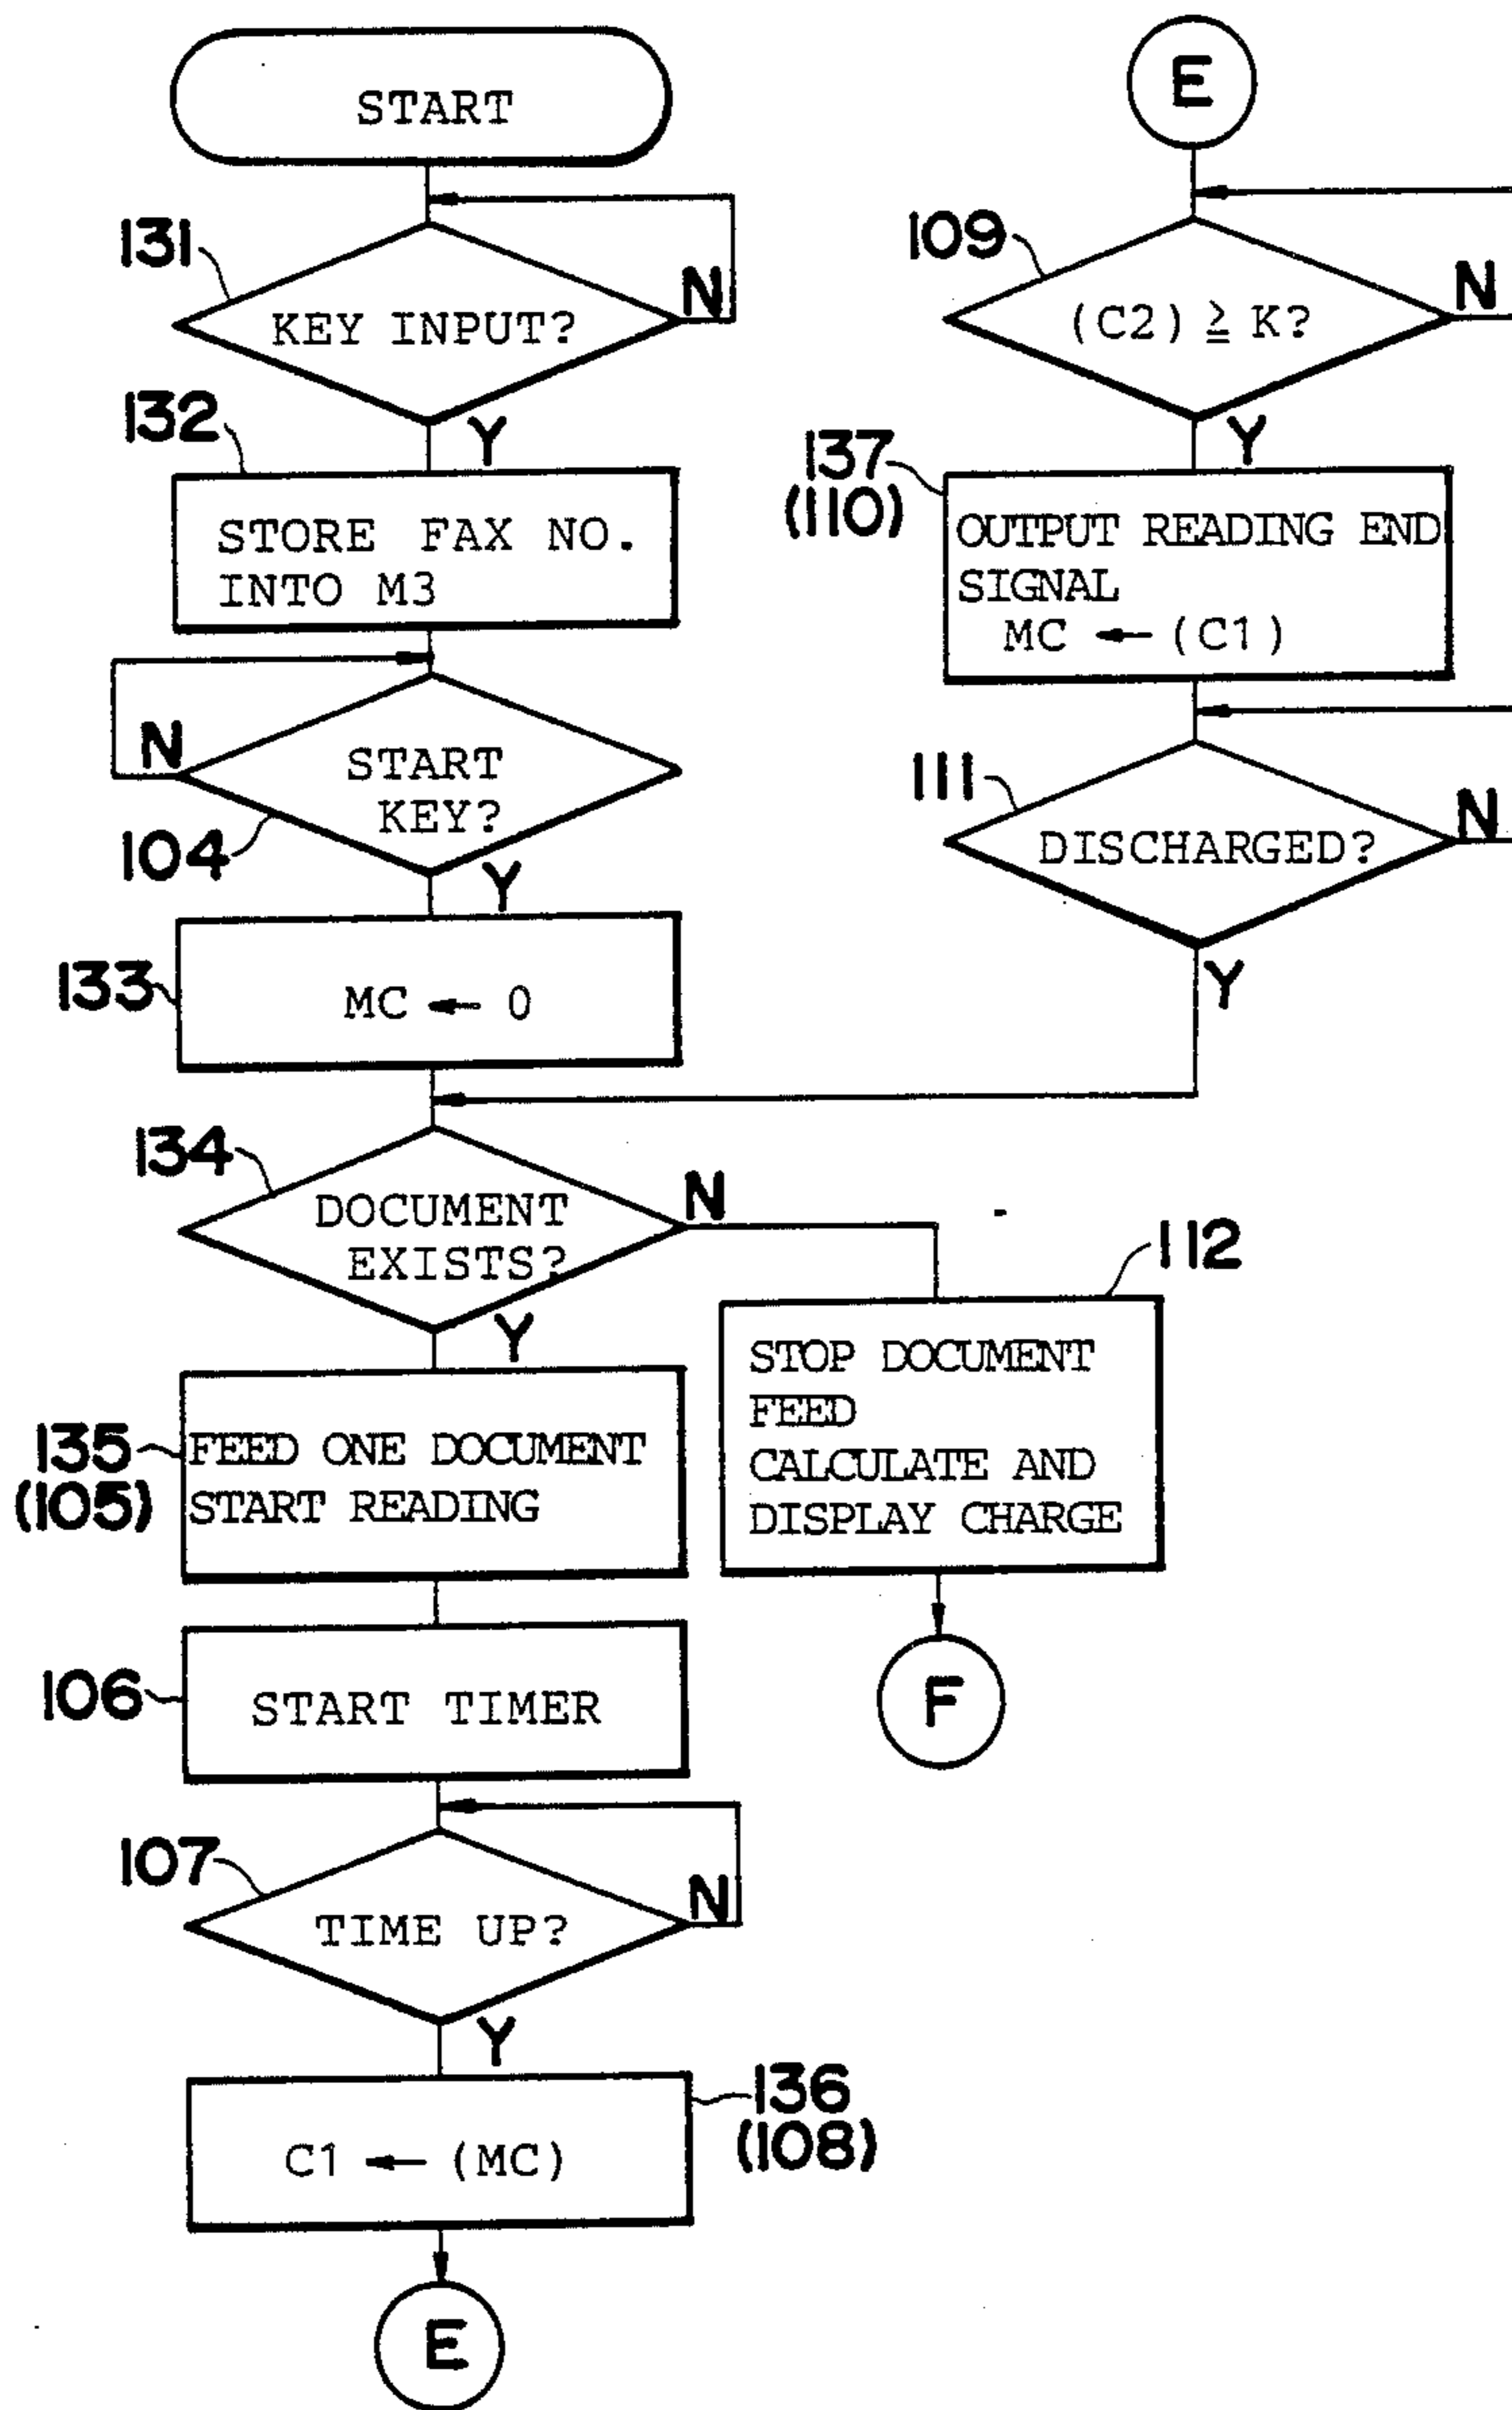 START
131
KEY INPUT?
N
Y
132
STORE FAX NO.
INTO M3
N
START
KEY?
104
Y
133
MC ← 0
134
DOCUMENT
EXISTS?
N
Y
135
(105)
FEED ONE DOCUMENT
START READING
112
STOP DOCUMENT
FEED
CALCULATE AND
DISPLAY CHARGE
F
106
START TIMER
107
TIME UP?
N
Y
136
(108)
C1 ← (MC)
E
E
109
(C2) ≧ K?
N
Y
137
(110)
OUTPUT READING END
SIGNAL
MC ← (C1)
111
DISCHARGED?
N
Y